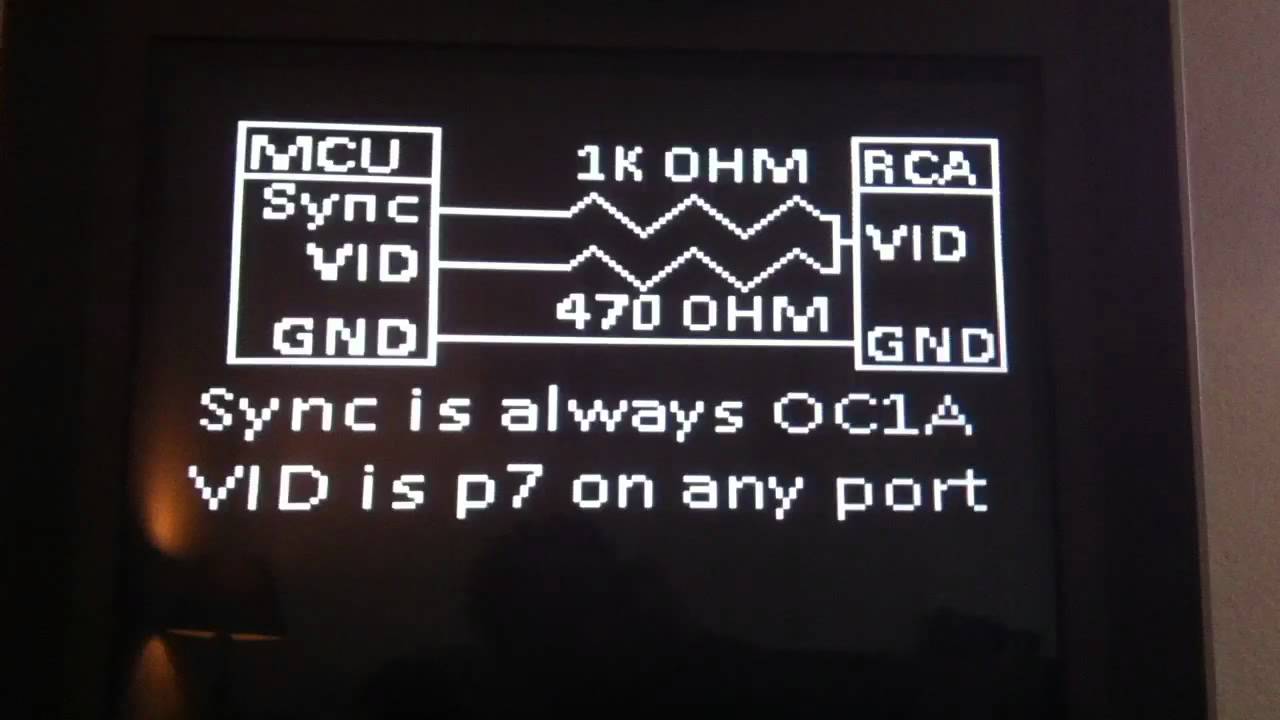 MCU 1K OHM RCA
Sync
VID VID
470 OHM
GND GND
Sync is always OC1A
VID is p7 on any port